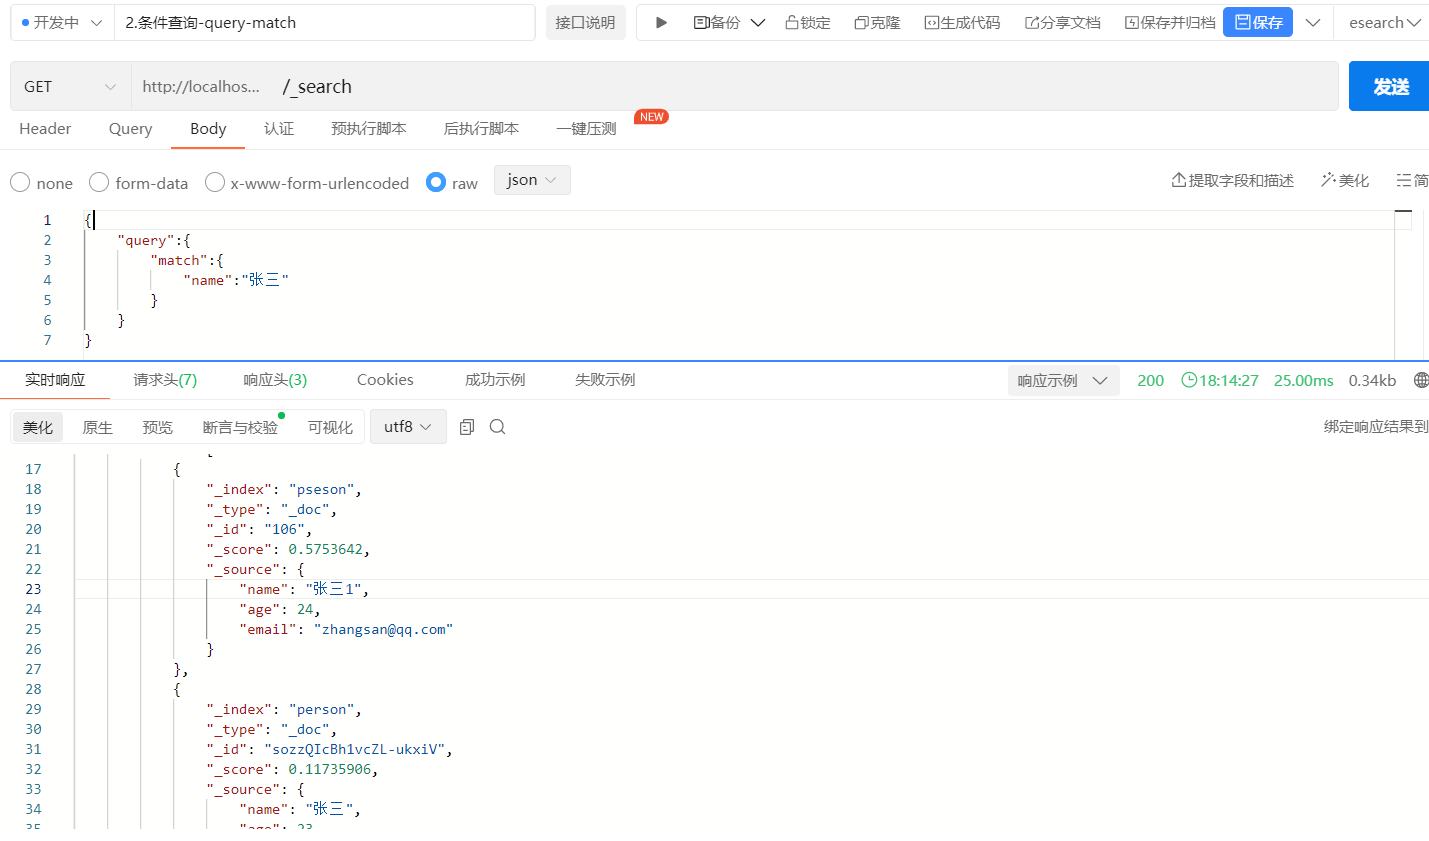 开发中 2.条件查询-query-match 接口说明 备份 锁定 克隆 生成代码 分享文档 保存并归档 保存 esearch
GET http://localhos... /_search 发送
Header Query Body 认证 预执行脚本 后执行脚本 一键压测 NEW
none form-data x-www-form-urlencoded raw json 提取字段和描述 美化 简
1 {
2 "query":{
3 "match":{
4 "name":"张三"
5 }
6 }
7 }
实时响应 请求头(7) 响应头(3) Cookies 成功示例 失败示例 响应示例 200 18:14:27 25.00ms 0.34kb
美化 原生 预览 断言与校验 可视化 utf8 绑定响应结果到
17 {
18 "_index": "pseson",
19 "_type": "_doc",
20 "_id": "106",
21 "_score": 0.5753642,
22 "_source": {
23 "name": "张三1",
24 "age": 24,
25 "email": "zhangsan@qq.com"
26 }
27 },
28 {
29 "_index": "person",
30 "_type": "_doc",
31 "_id": "sozzQIcBh1vcZL-ukxiV",
32 "_score": 0.11735906,
33 "_source": {
34 "name": "张三",
35 "age": 23